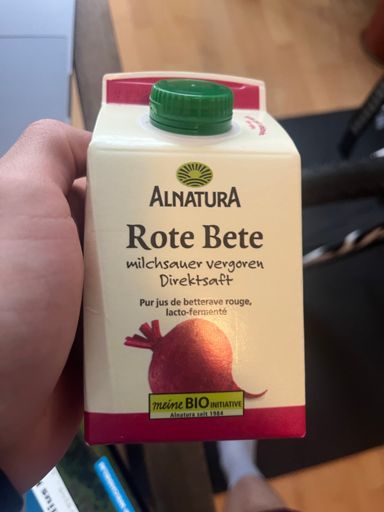 ALNATURA
Rote Bete
milchsauer vergoren
Direktsaft
Pur jus de betterave rouge,
lacto-fermenté
meine BIO INITIATIVE
Alnatura seit 1984